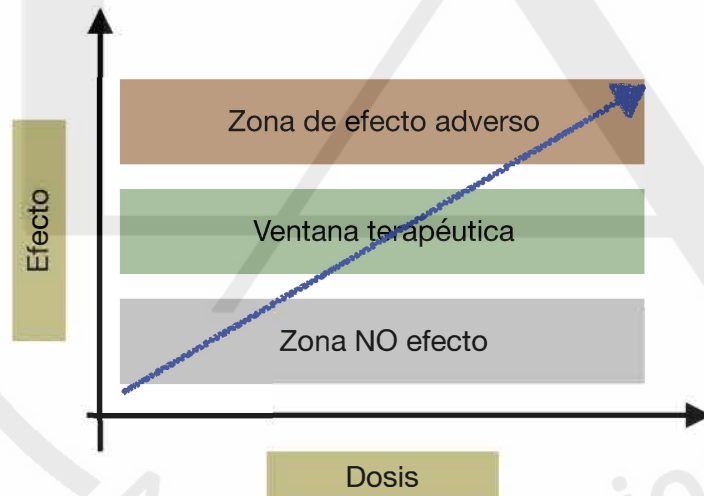 Zona de efecto adverso
Ventana terapéutica
Zona NO efecto
Efecto
Dosis